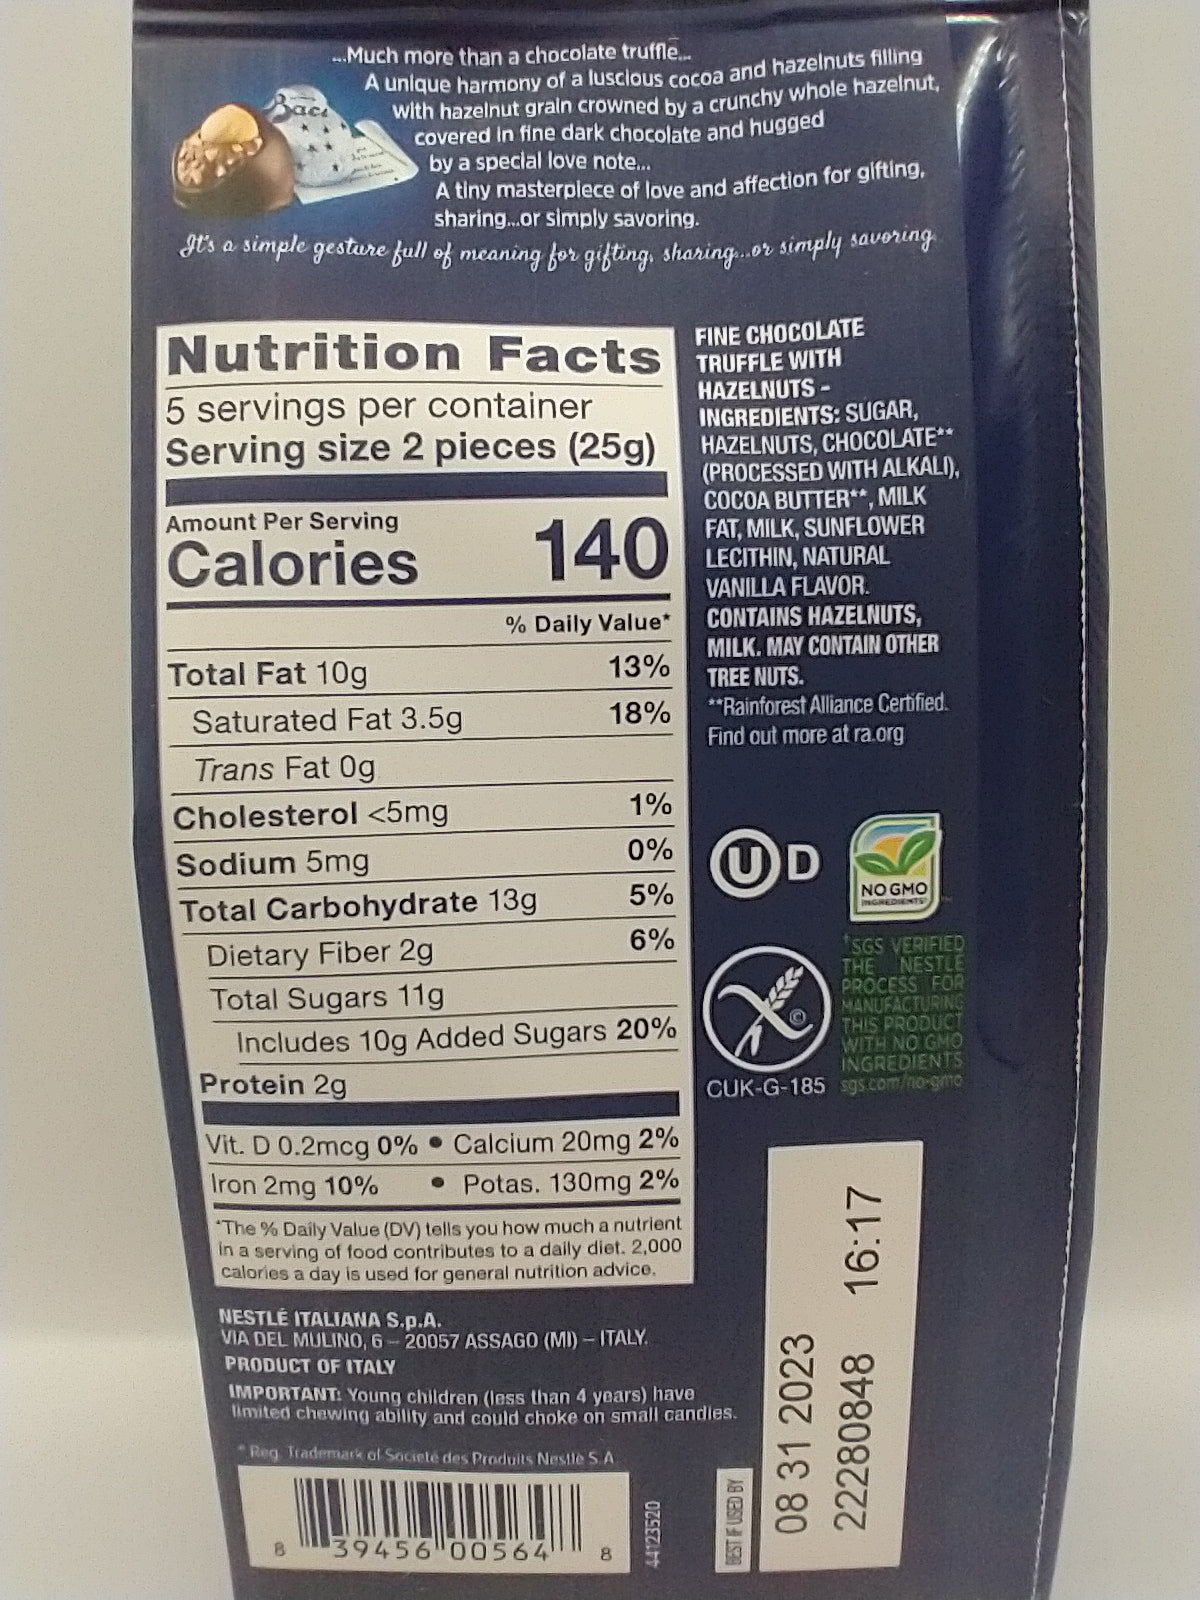 ...Much more than a chocolate truffle...
A unique harmony of a luscious cocoa and hazelnuts filling
with hazelnut grain crowned by a crunchy whole hazelnut,
covered in fine dark chocolate and hugged
by a special love note...
A tiny masterpiece of love and affection for gifting,
sharing...or simply savoring.
It's a simple gesture full of meaning for gifting, sharing...or simply savoring.
Baci
Nutrition Facts
5 servings per container
Serving size 2 pieces (25g)
Amount Per Serving
Calories 140
% Daily Value*
Total Fat 10g 13%
Saturated Fat 3.5g 18%
Trans Fat 0g
Cholesterol <5mg 1%
Sodium 5mg 0%
Total Carbohydrate 13g 5%
Dietary Fiber 2g 6%
Total Sugars 11g
Includes 10g Added Sugars 20%
Protein 2g
Vit. D 0.2mcg 0% • Calcium 20mg 2%
Iron 2mg 10% • Potas. 130mg 2%
*The % Daily Value (DV) tells you how much a nutrient
in a serving of food contributes to a daily diet. 2,000
calories a day is used for general nutrition advice.
FINE CHOCOLATE
TRUFFLE WITH
HAZELNUTS -
INGREDIENTS: SUGAR,
HAZELNUTS, CHOCOLATE**
(PROCESSED WITH ALKALI),
COCOA BUTTER**, MILK
FAT, MILK, SUNFLOWER
LECITHIN, NATURAL
VANILLA FLAVOR.
CONTAINS HAZELNUTS,
MILK. MAY CONTAIN OTHER
TREE NUTS.
**Rainforest Alliance Certified.
Find out more at ra.org
U D
NO GMO
INGREDIENTS†
†SGS VERIFIED
THE NESTLÉ
PROCESS FOR
MANUFACTURING
THIS PRODUCT
WITH NO GMO
INGREDIENTS
sgs.com/no-gmo
©
CUK-G-185
NESTLÉ ITALIANA S.p.A.
VIA DEL MULINO, 6 – 20057 ASSAGO (MI) – ITALY.
PRODUCT OF ITALY
IMPORTANT: Young children (less than 4 years) have
limited chewing ability and could choke on small candies.
* Reg. Trademark of Société des Produits Nestlé S.A.
8 39456 00564 8
44123520
BEST IF USED BY
08 31 2023
22280848 16:17